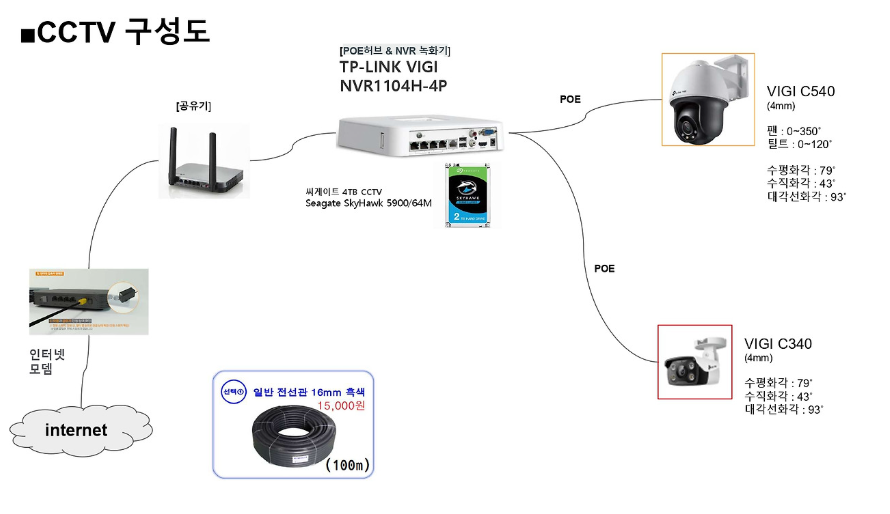 ■CCTV 구성도
[POE허브 & NVR 녹화기]
TP-LINK VIGI
NVR1104H-4P
[공유기]
POE
VIGI C540
(4mm)
팬 : 0~350˚
틸트 : 0~120˚
수평화각 : 79˚
수직화각 : 43˚
대각선화각 : 93˚
씨게이트 4TB CCTV
Seagate SkyHawk 5900/64M
SKYHAWK
2
POE
인터넷
모뎀
VIGI C340
(4mm)
수평화각 : 79˚
수직화각 : 43˚
대각선화각 : 93˚
internet
선택①
일반 전선관 16mm 흑색
15,000원
(100m)